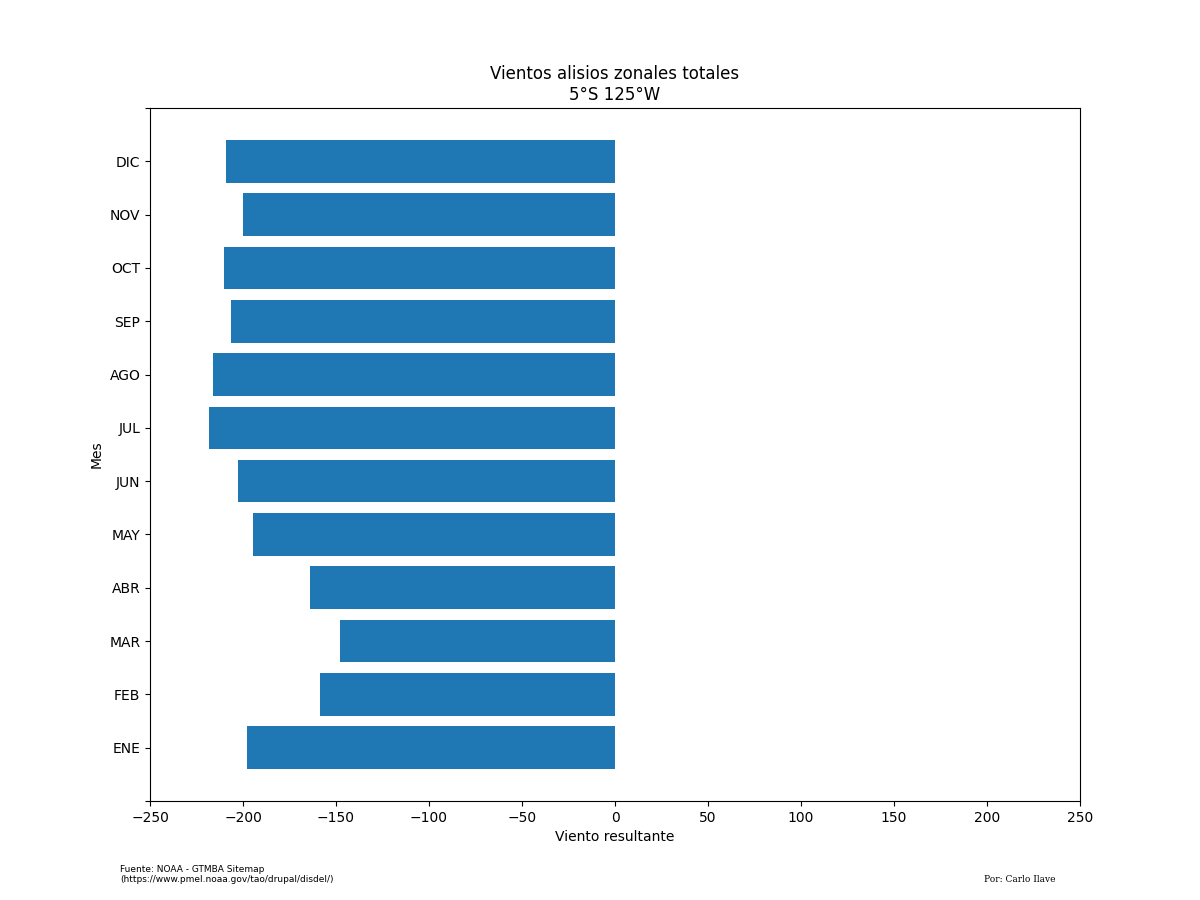 Vientos alisios zonales totales
5°S 125°W
DIC
NOV
OCT
SEP
AGO
JUL
JUN
MAY
ABR
MAR
FEB
ENE
Mes
−250 −200 −150 −100 −50 0 50 100 150 200 250
Viento resultante
Fuente: NOAA - GTMBA Sitemap
(https://www.pmel.noaa.gov/tao/drupal/disdel/)
Por: Carlo Ilave